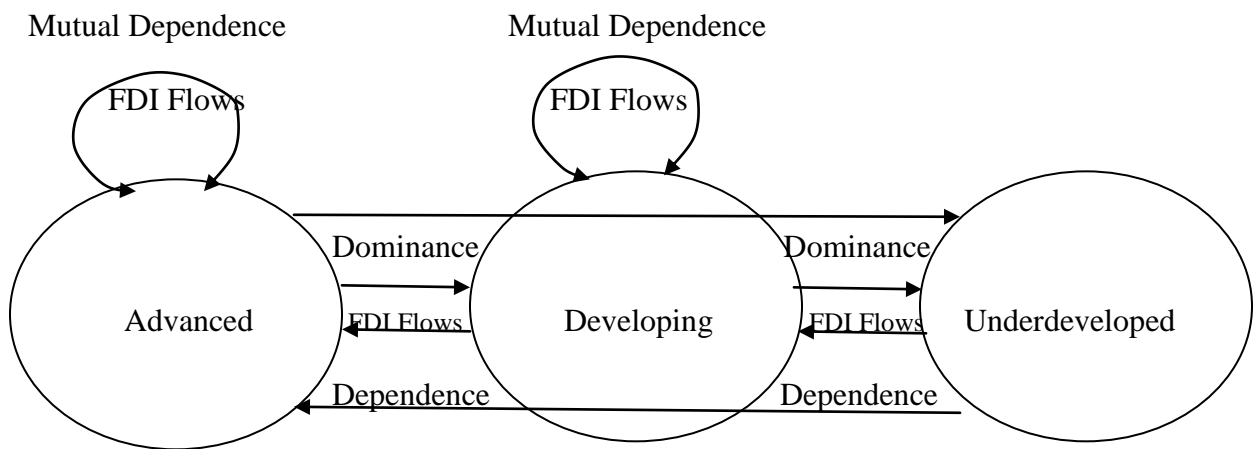 Mutual Dependence Mutual Dependence
FDI Flows FDI Flows
Dominance Dominance
Advanced FDI Flows Developing FDI Flows Underdeveloped
Dependence Dependence